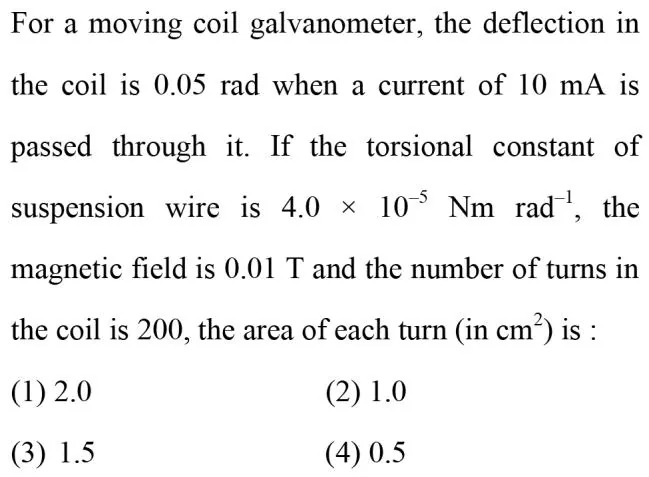 For a moving coil galvanometer, the deflection in
the coil is 0.05 rad when a current of 10 mA is
passed through it. If the torsional constant of
suspension wire is 4.0 × 10⁻⁵ Nm rad⁻¹, the
magnetic field is 0.01 T and the number of turns in
the coil is 200, the area of each turn (in cm²) is :
(1) 2.0 (2) 1.0
(3) 1.5 (4) 0.5